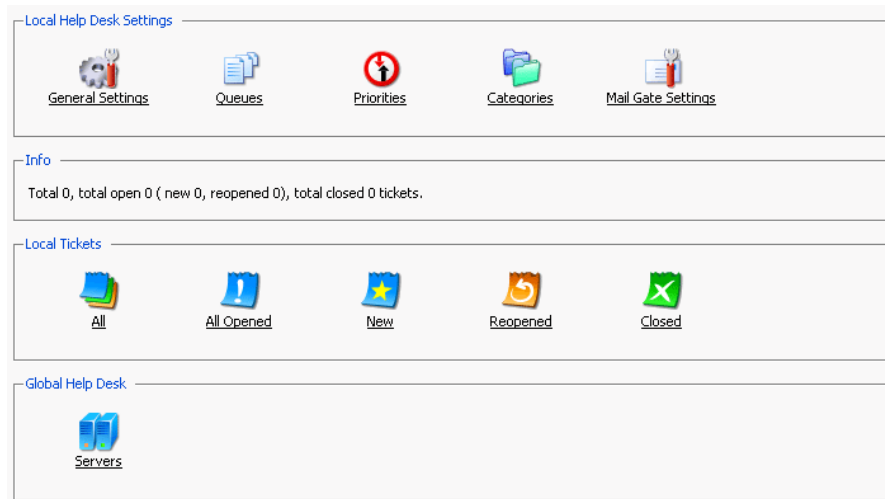 Local Help Desk Settings
General Settings Queues Priorities Categories Mail Gate Settings
Info
Total 0, total open 0 ( new 0, reopened 0), total closed 0 tickets.
Local Tickets
All All Opened New Reopened Closed
Global Help Desk
Servers